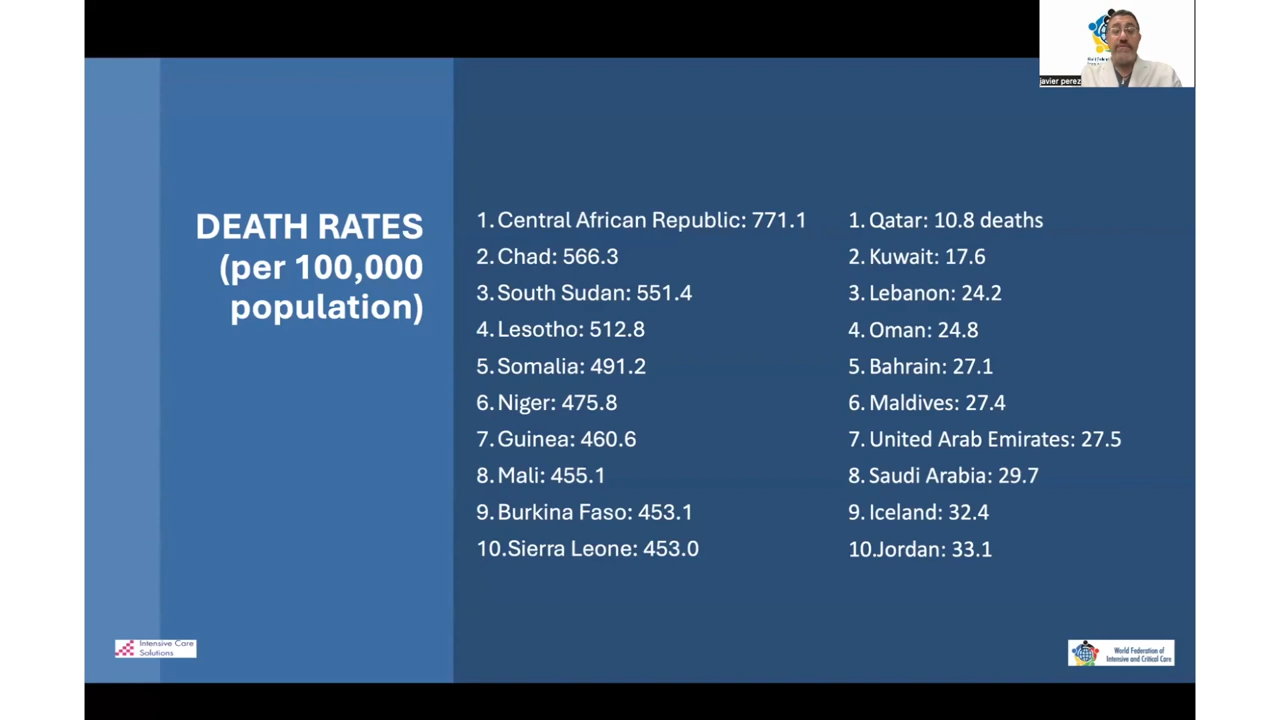 javier perez
DEATH RATES
(per 100,000
population)
1. Central African Republic: 771.1
2. Chad: 566.3
3. South Sudan: 551.4
4. Lesotho: 512.8
5. Somalia: 491.2
6. Niger: 475.8
7. Guinea: 460.6
8. Mali: 455.1
9. Burkina Faso: 453.1
10.Sierra Leone: 453.0
1. Qatar: 10.8 deaths
2. Kuwait: 17.6
3. Lebanon: 24.2
4. Oman: 24.8
5. Bahrain: 27.1
6. Maldives: 27.4
7. United Arab Emirates: 27.5
8. Saudi Arabia: 29.7
9. Iceland: 32.4
10.Jordan: 33.1
Intensive Care
Solutions
World Federation of
Intensive and Critical Care